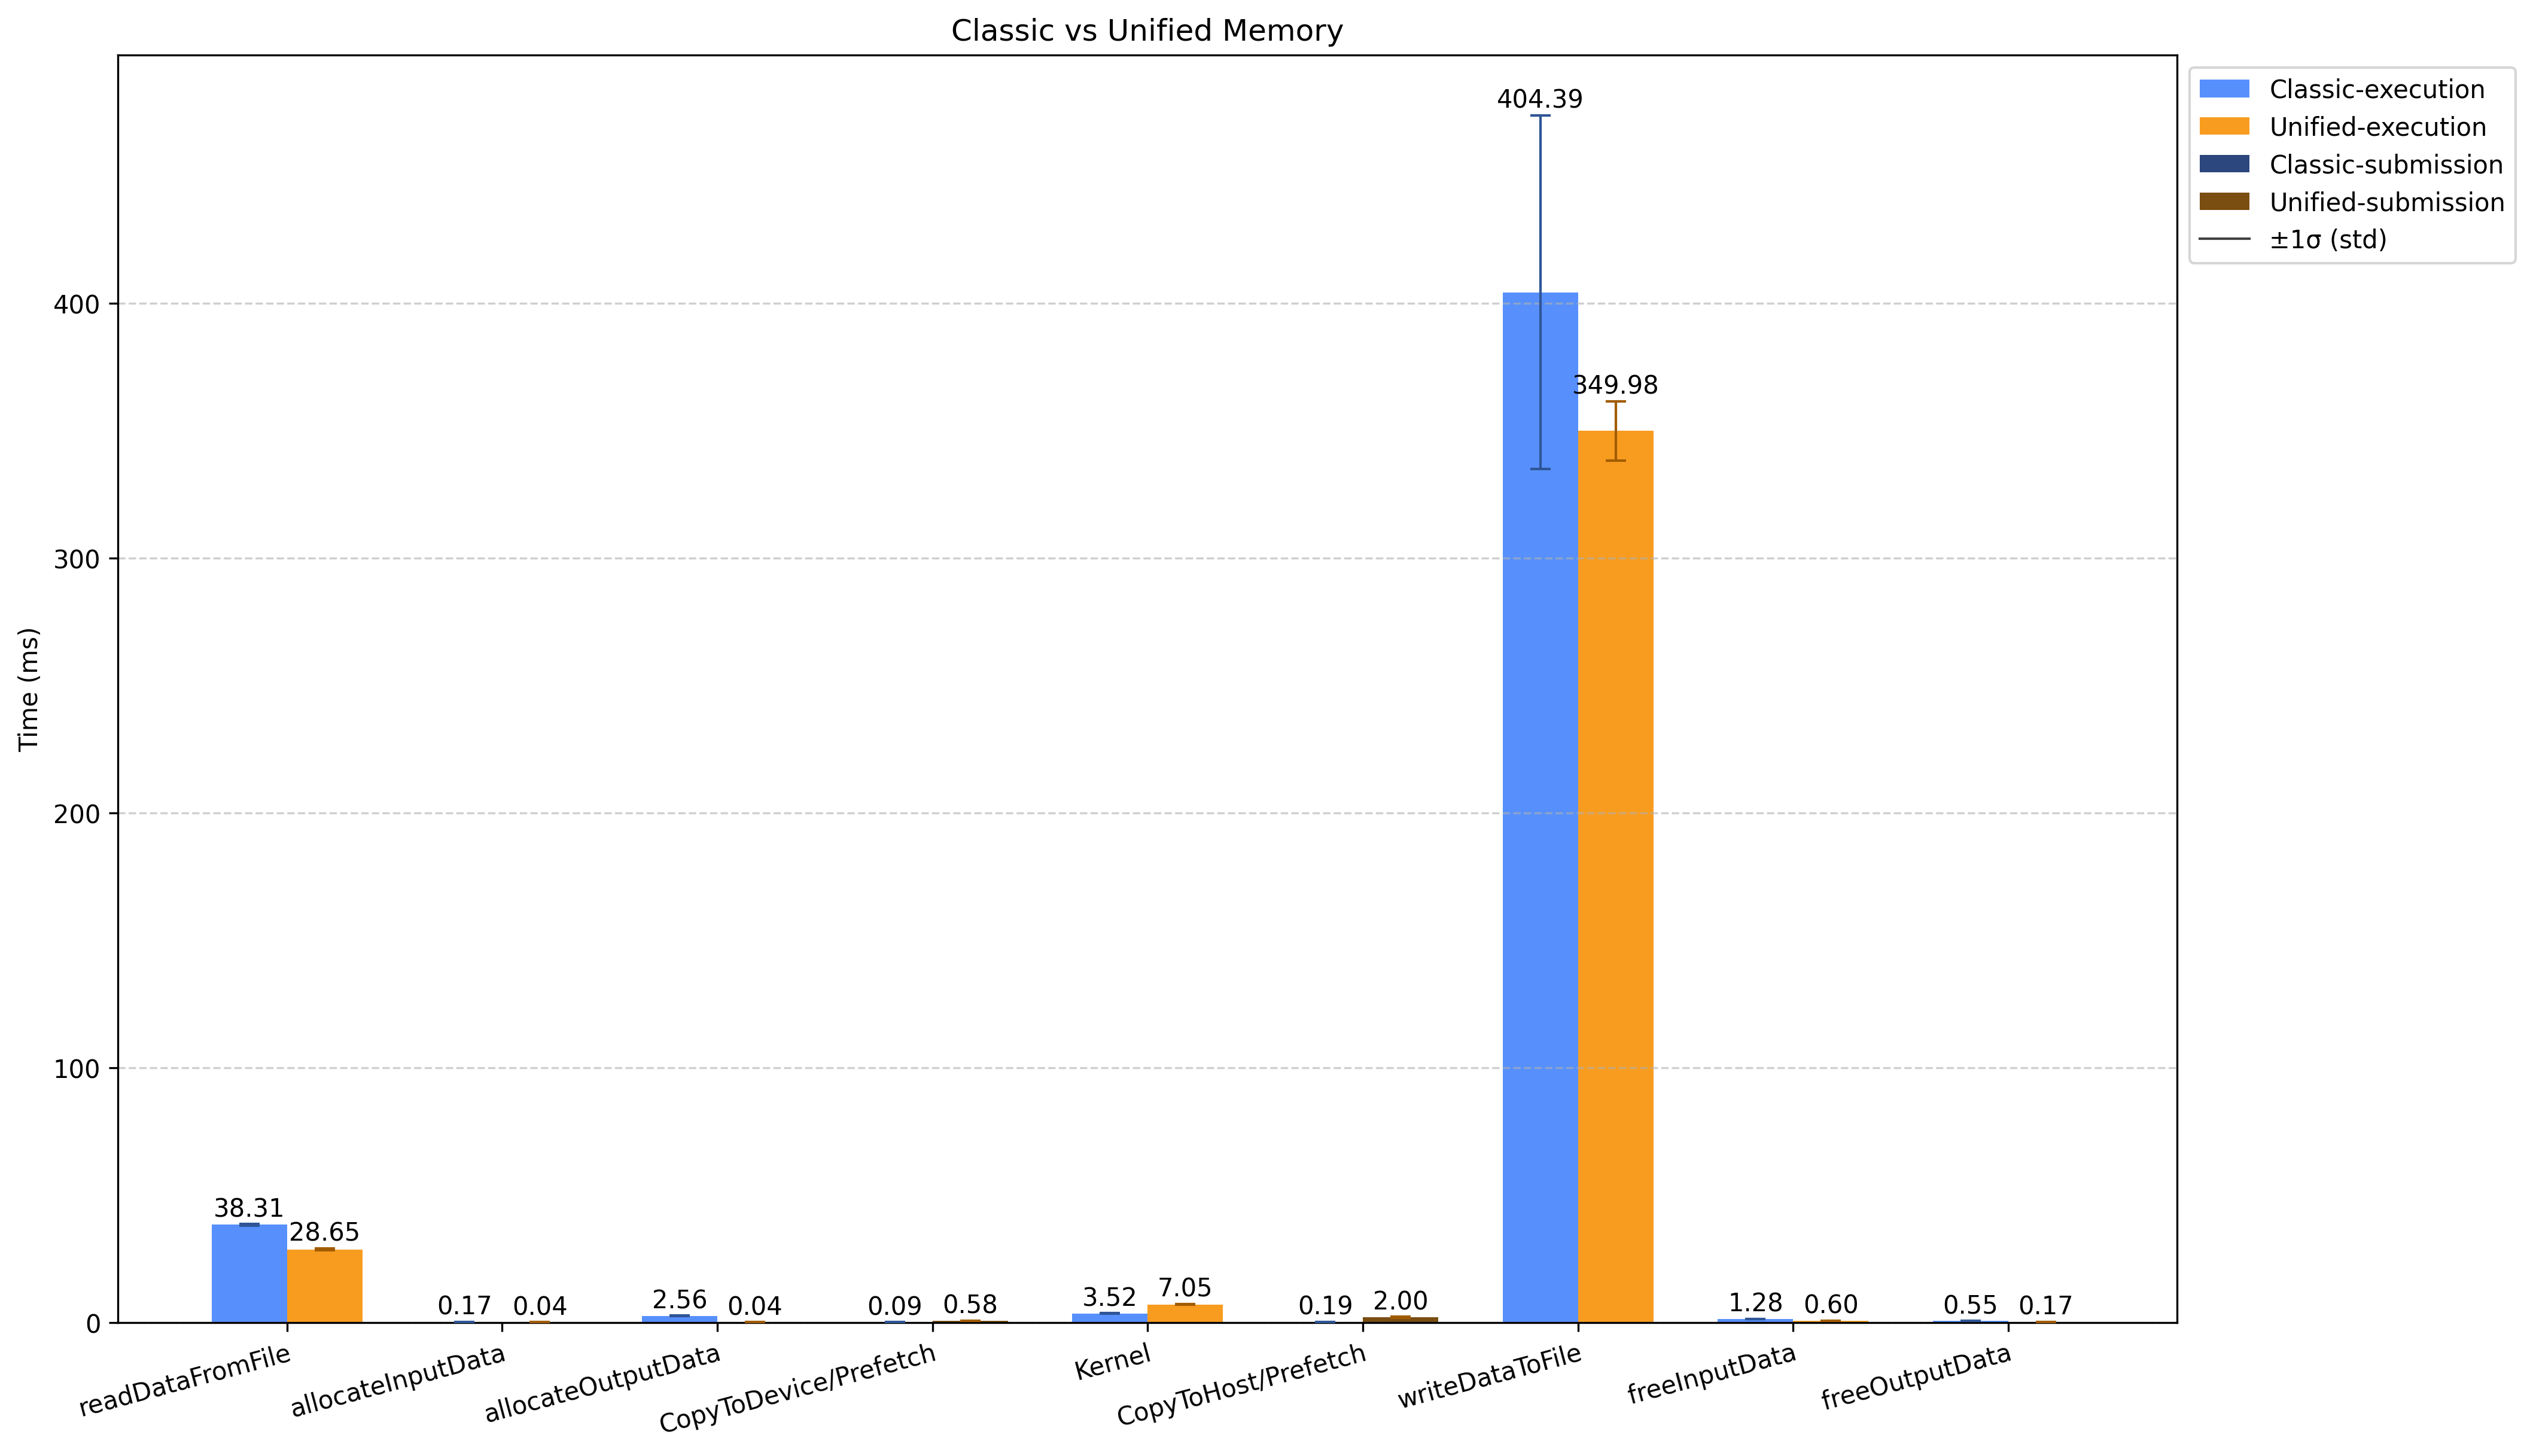 Classic vs Unified Memory
Classic-execution
Unified-execution
Classic-submission
Unified-submission
±1σ (std)
Time (ms)
400
300
200
100
0
404.39
349.98
38.31
28.65
0.17
0.04
2.56
0.04
0.09
0.58
3.52
7.05
0.19
2.00
1.28
0.60
0.55
0.17
readDataFromFile
allocateInputData
allocateOutputData
CopyToDevice/Prefetch
Kernel
CopyToHost/Prefetch
writeDataToFile
freeInputData
freeOutputData